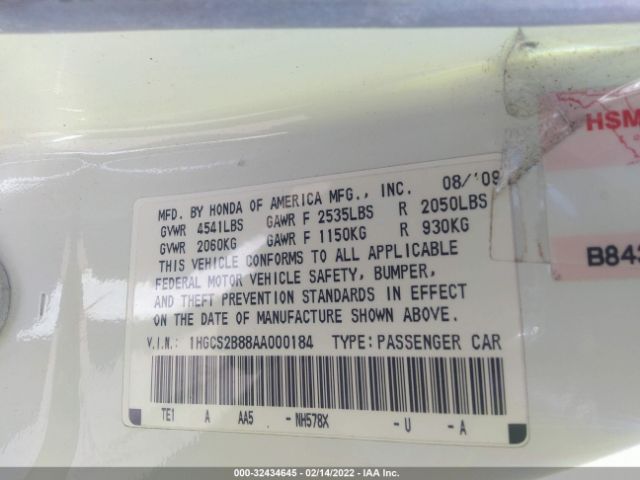 HSM
B843
MFD. BY HONDA OF AMERICA MFG., INC. 08/'09
GVWR 4541LBS GAWR F 2535LBS R 2050LBS
GVWR 2060KG GAWR F 1150KG R 930KG
THIS VEHICLE CONFORMS TO ALL APPLICABLE
FEDERAL MOTOR VEHICLE SAFETY, BUMPER,
AND THEFT PREVENTION STANDARDS IN EFFECT
ON THE DATE OF MANUFACTURE SHOWN ABOVE.
V.I.N.: 1HGCS2B88AA000184 TYPE: PASSENGER CAR
TE1 A AA5 - NH578X - U - A
000-32434645 - 02/14/2022 - IAA Inc.